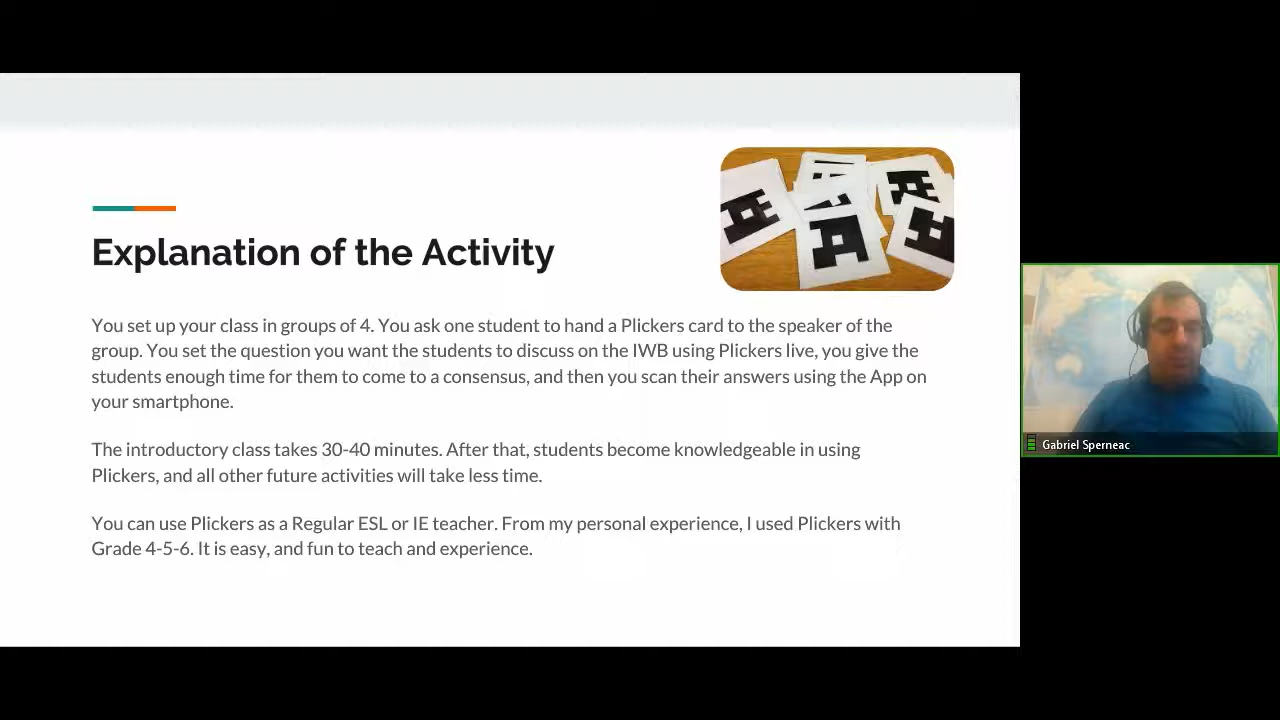 Explanation of the Activity
You set up your class in groups of 4. You ask one student to hand a Plickers card to the speaker of the
group. You set the question you want the students to discuss on the IWB using Plickers live, you give the
students enough time for them to come to a consensus, and then you scan their answers using the App on
your smartphone.
The introductory class takes 30-40 minutes. After that, students become knowledgeable in using
Plickers, and all other future activities will take less time.
You can use Plickers as a Regular ESL or IE teacher. From my personal experience, I used Plickers with
Grade 4-5-6. It is easy, and fun to teach and experience.
Gabriel Sperneac